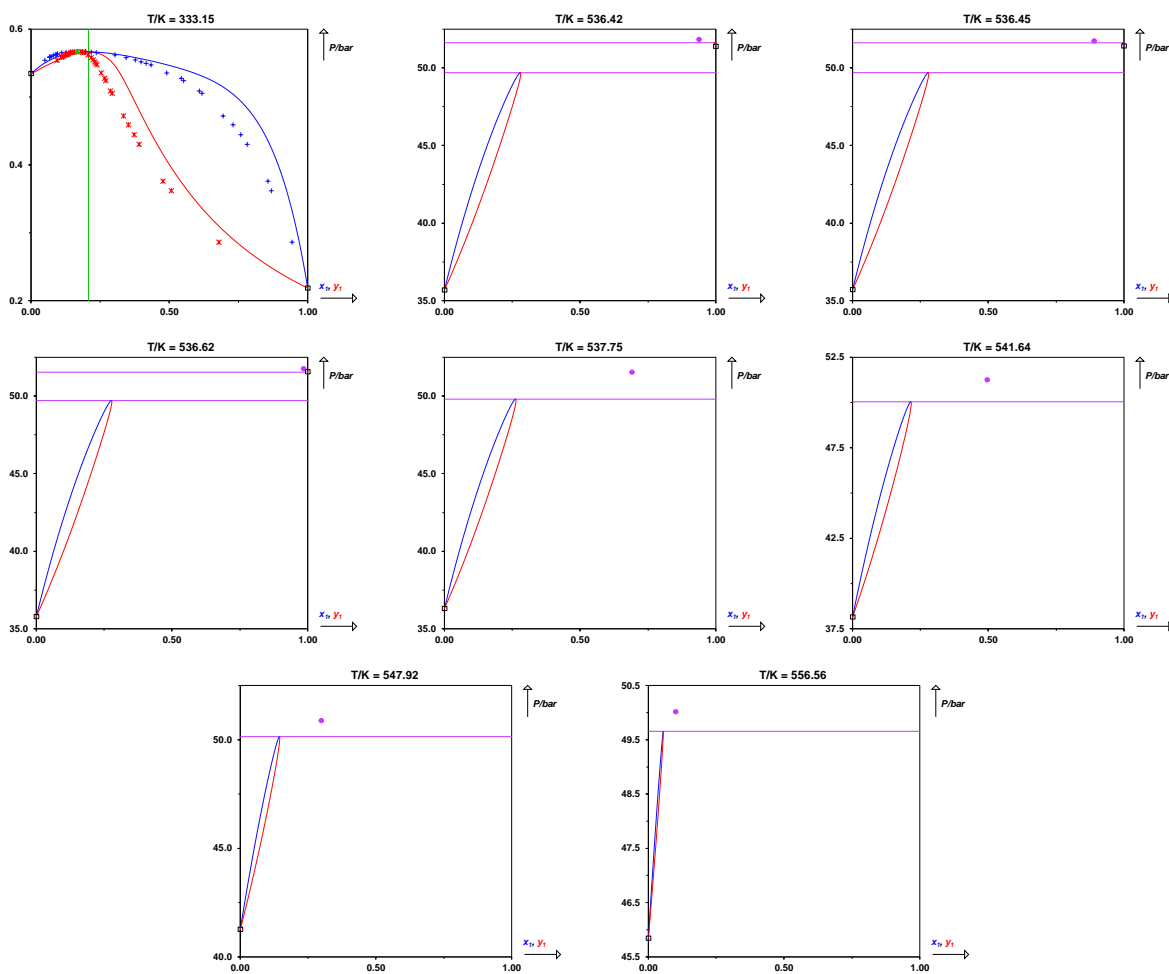 T/K = 333.15
0.6
0.4
0.2
0.00
0.50
1.00
P/bar
x₁, y₁
T/K = 536.42
50.0
45.0
40.0
35.0
0.00
0.50
1.00
P/bar
x₁, y₁
T/K = 536.45
50.0
45.0
40.0
35.0
0.00
0.50
1.00
P/bar
x₁, y₁
T/K = 536.62
50.0
45.0
40.0
35.0
0.00
0.50
1.00
P/bar
x₁, y₁
T/K = 537.75
50.0
45.0
40.0
35.0
0.00
0.50
1.00
P/bar
x₁, y₁
T/K = 541.64
52.5
47.5
42.5
37.5
0.00
0.50
1.00
P/bar
x₁, y₁
T/K = 547.92
50.0
45.0
40.0
0.00
0.50
1.00
P/bar
x₁, y₁
T/K = 556.56
50.5
49.5
48.5
47.5
46.5
45.5
0.00
0.50
1.00
P/bar
x₁, y₁